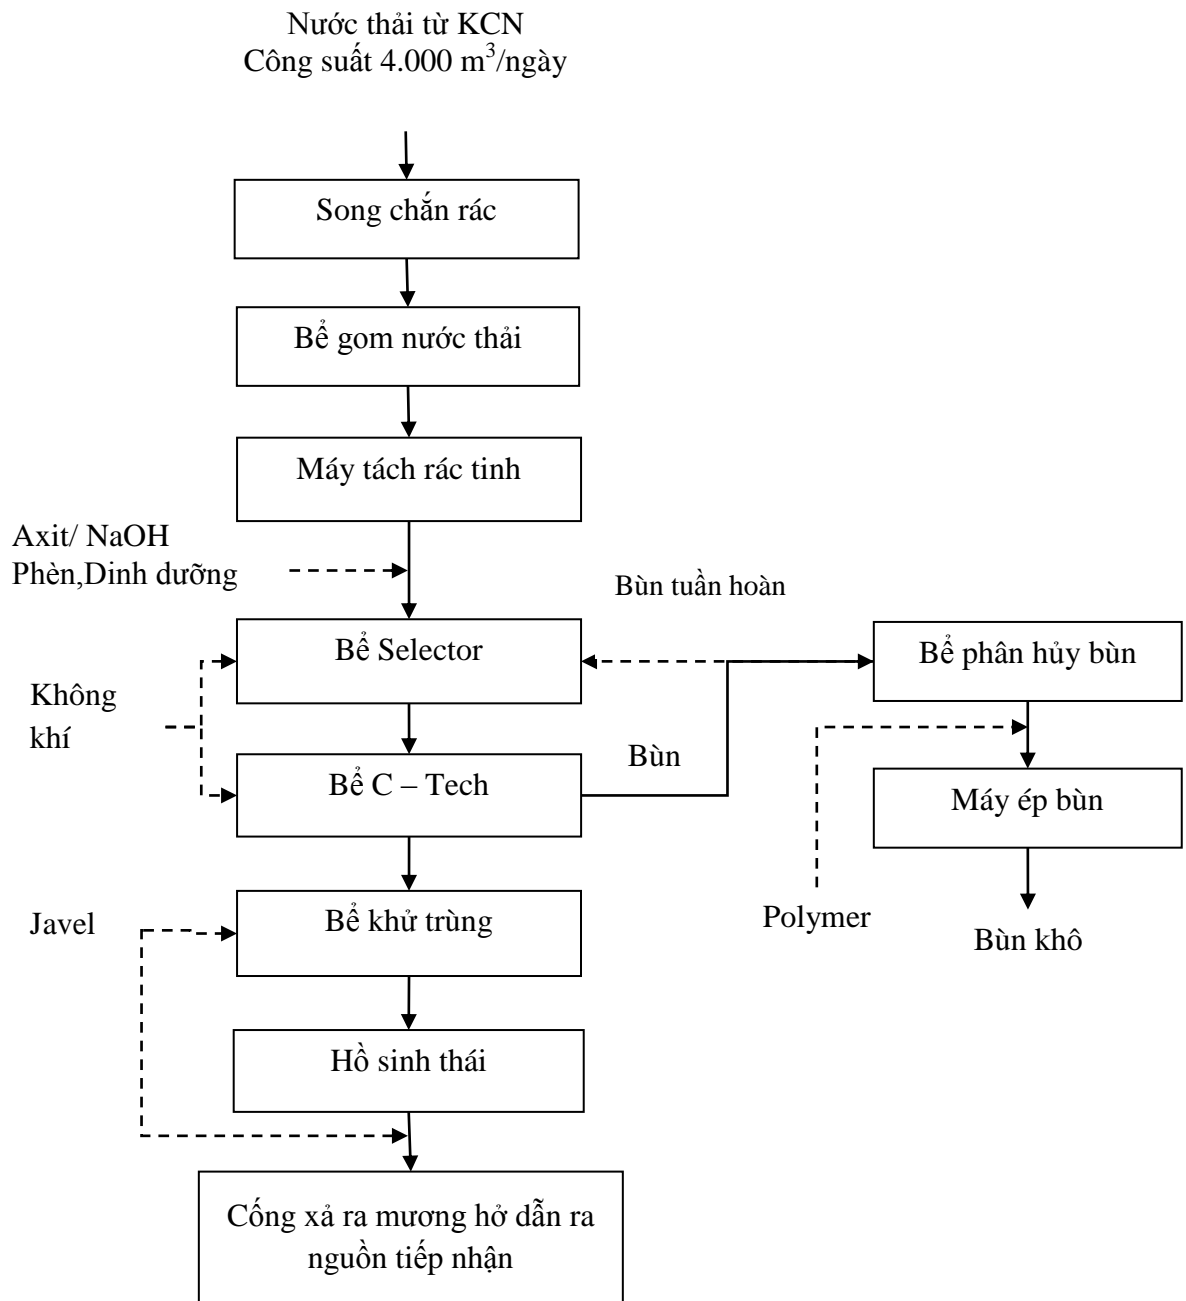 Nước thải từ KCN
Công suất 4.000 m³/ngày
Song chắn rác
Bể gom nước thải
Máy tách rác tinh
Axit/ NaOH
Phèn,Dinh dưỡng
Bùn tuần hoàn
Bể Selector
Bể phân hủy bùn
Không
khí
Bùn
Bể C – Tech
Máy ép bùn
Javel
Bể khử trùng
Polymer
Bùn khô
Hồ sinh thái
Cống xả ra mương hở dẫn ra
nguồn tiếp nhận